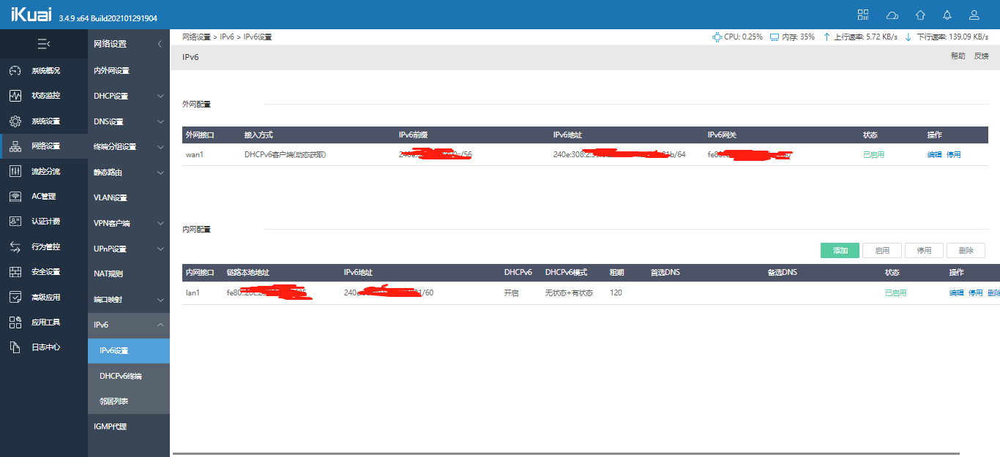 iKuai 3.4.9 x64 Build202101291904
网络设置
系统概况
状态监控
系统设置
网络设置
流控分流
AC管理
认证计费
行为管控
安全设置
高级应用
应用工具
日志中心
内外网设置
DHCP设置
DNS设置
终端分组设置
静态路由
VLAN设置
VPN客户端
UPnP设置
NAT规则
端口映射
IPv6
IPv6设置
DHCPv6终端
邻居列表
IGMP代理
网络设置 > IPv6 > IPv6设置
CPU: 0.25% 内存: 35% 上行速率: 5.72 KB/s 下行速率: 139.09 KB/s
IPv6 帮助 反馈
外网配置
外网接口 接入方式 IPv6前缀 IPv6地址 IPv6网关 状态 操作
wan1 DHCPv6客户端(动态获取) /56 240e:308:2 /64 已启用 编辑 停用
内网配置
添加 启用 停用 删除
内网接口 链路本地地址 IPv6地址 DHCPv6 DHCPv6模式 租期 首选DNS 备选DNS 状态 操作
lan1 240e /60 开启 无状态+有状态 120 已启用 编辑 停用 删除